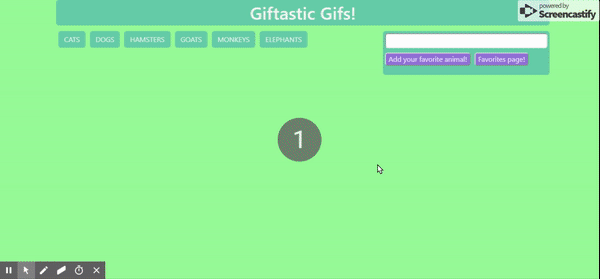 Giftastic Gifs!
powered by
Screencastify
CATS DOGS HAMSTERS GOATS MONKEYS ELEPHANTS
Add your favorite animal! Favorites page!
1